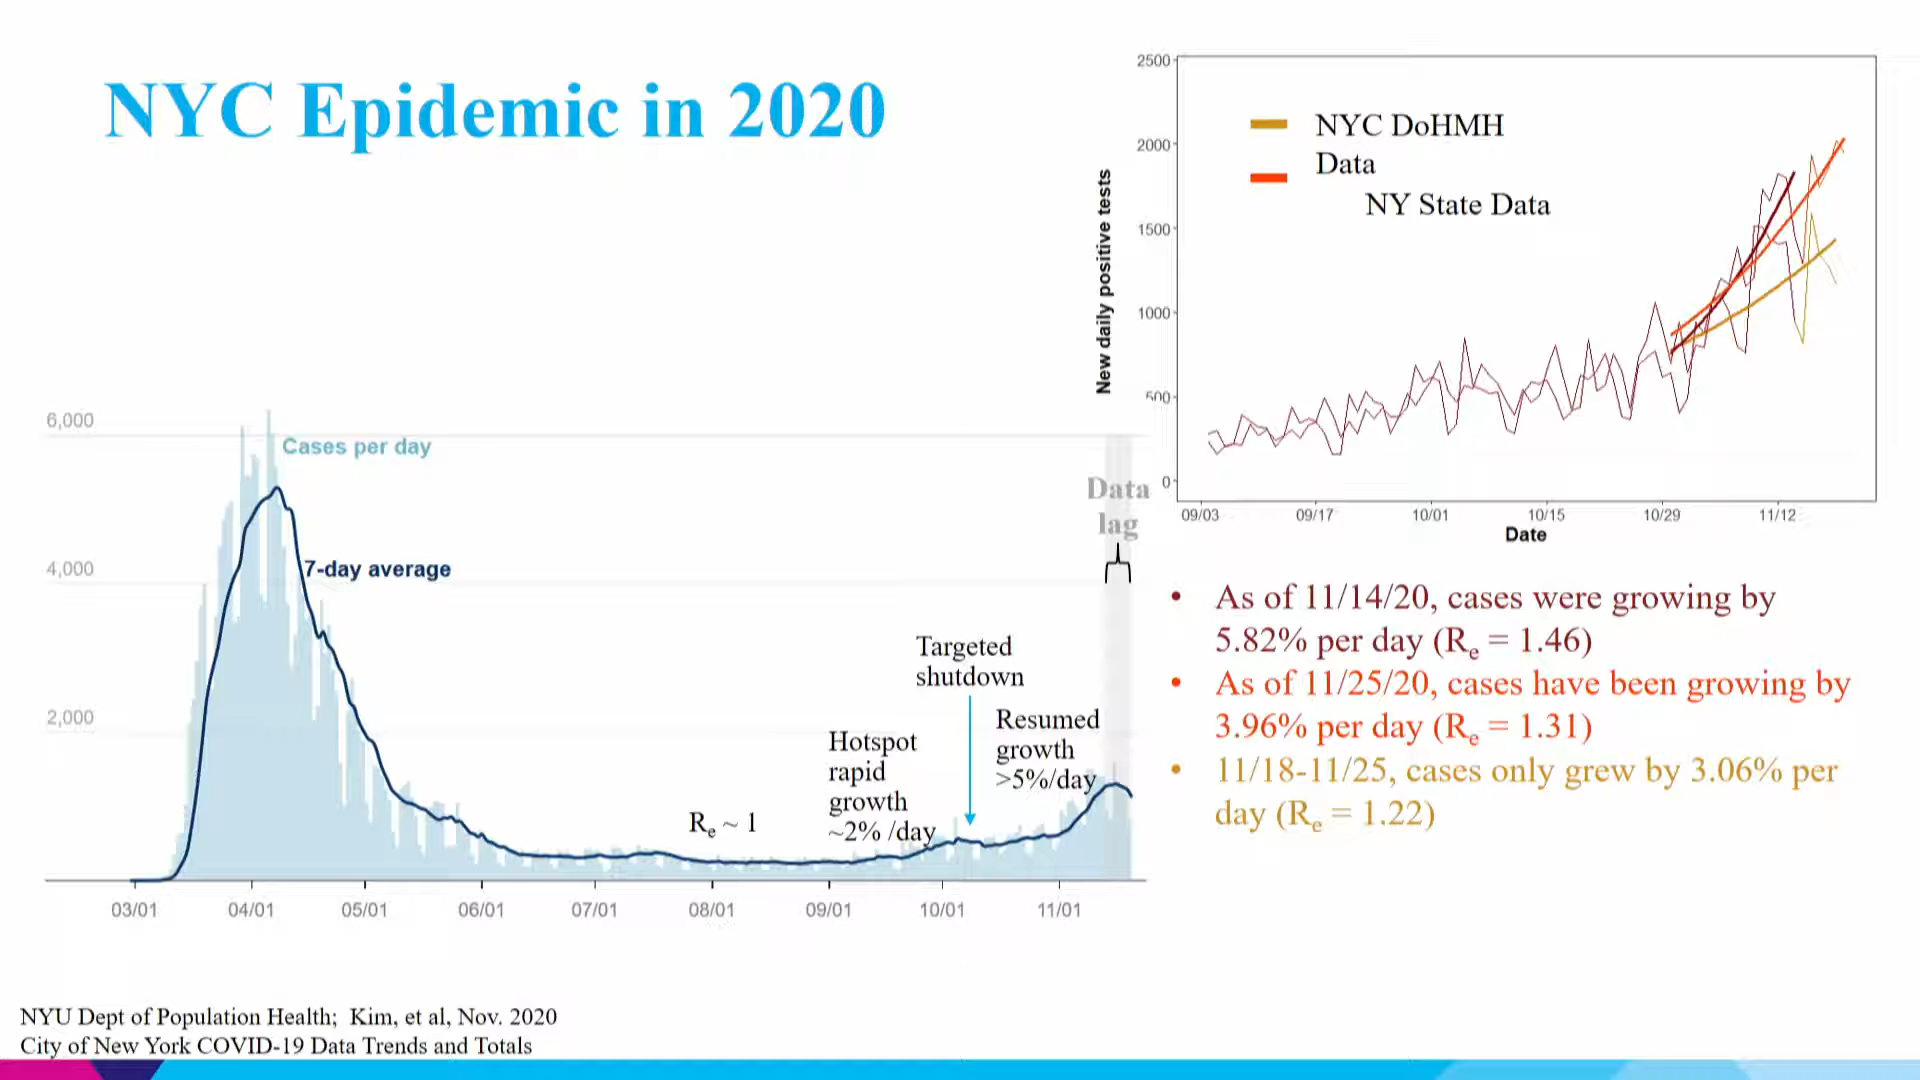 NYC Epidemic in 2020
6,000
4,000
2,000
Cases per day
7-day average
Re ~ 1
Hotspot
rapid
growth
~2% /day
Targeted
shutdown
Resumed
growth
>5%/day
Data
lag
03/01 04/01 05/01 06/01 07/01 08/01 09/01 10/01 11/01
New daily positive tests
2500
2000
1500
1000
500
0
NYC DoHMH
Data
NY State Data
09/03 09/17 10/01 10/15 10/29 11/12
Date
• As of 11/14/20, cases were growing by
5.82% per day (Re = 1.46)
• As of 11/25/20, cases have been growing by
3.96% per day (Re = 1.31)
• 11/18-11/25, cases only grew by 3.06% per
day (Re = 1.22)
NYU Dept of Population Health; Kim, et al, Nov. 2020
City of New York COVID-19 Data Trends and Totals